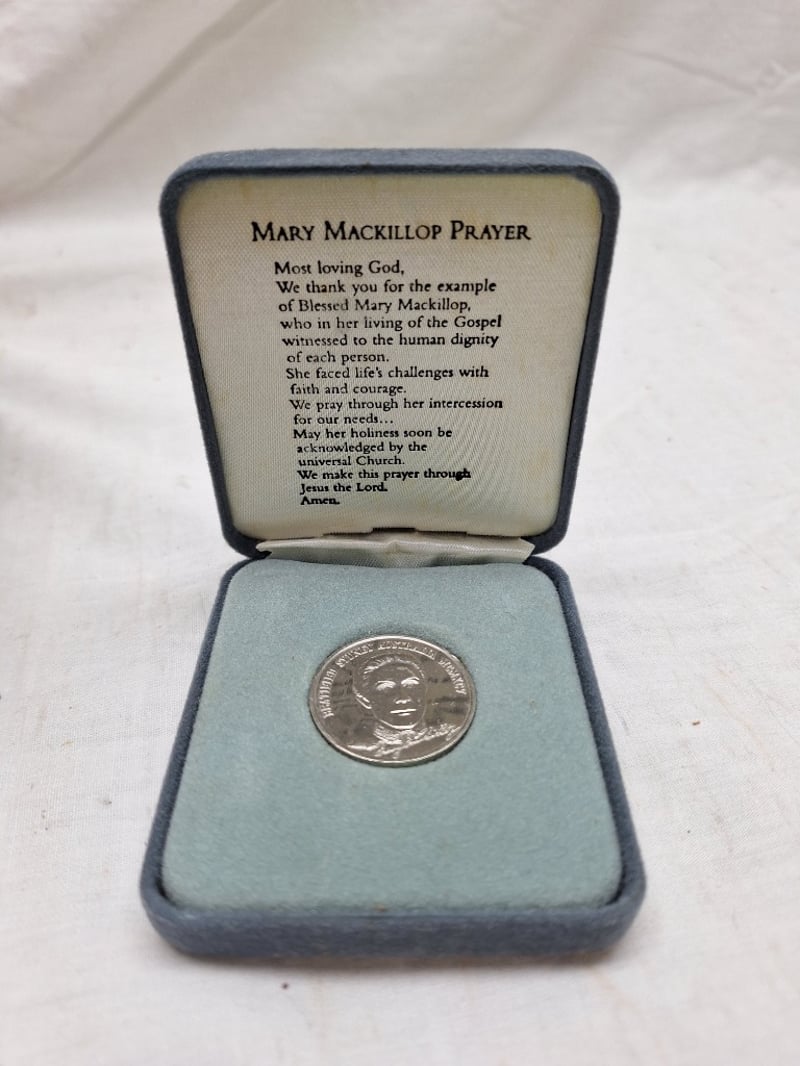 MARY MACKILLOP PRAYER
Most loving God,
We thank you for the example
of Blessed Mary Mackillop,
who in her living of the Gospel
witnessed to the human dignity
of each person.
She faced life's challenges with
faith and courage.
We pray through her intercession
for our needs...
May her holiness soon be
acknowledged by the
universal Church.
We make this prayer through
Jesus the Lord.
Amen.
SYDNEY AUSTRALIA